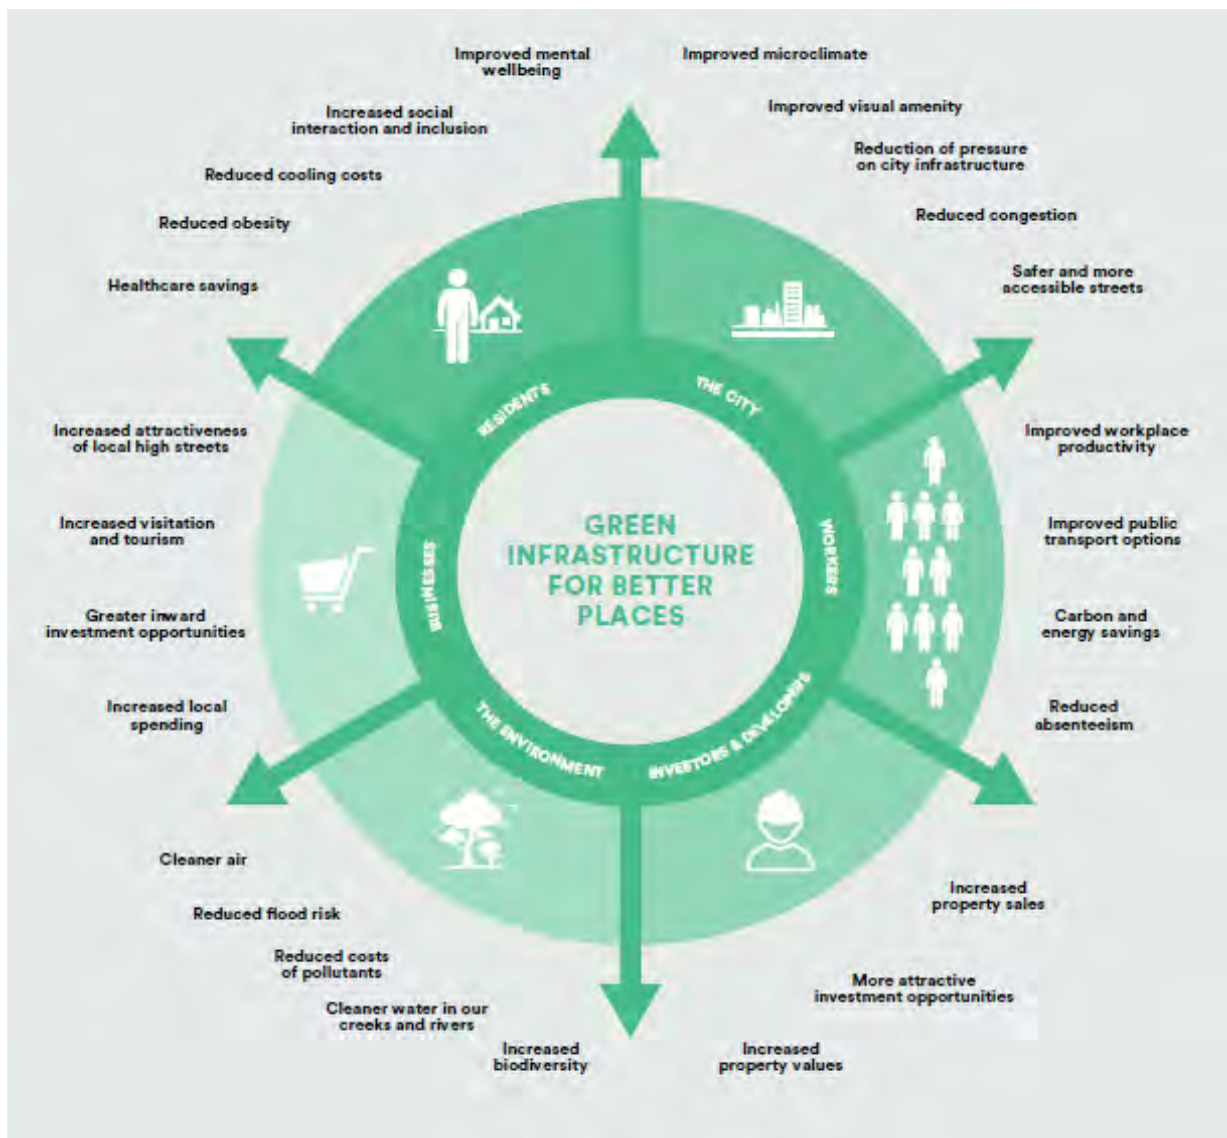 Improved mental
wellbeing
Increased social
interaction and inclusion
Reduced cooling costs
Reduced obesity
Healthcare savings
Improved microclimate
Improved visual amenity
Reduction of pressure
on city infrastructure
Reduced congestion
Safer and more
accessible streets
Improved workplace
productivity
Improved public
transport options
Carbon and
energy savings
Reduced
absenteeism
Increased
property sales
More attractive
investment opportunities
Increased
property values
Increased
biodiversity
Cleaner water in our
creeks and rivers
Reduced costs
of pollutants
Reduced flood risk
Cleaner air
Increased local
spending
Greater inward
investment opportunities
Increased visitation
and tourism
Increased attractiveness
of local high streets
RESIDENTS
THE CITY
WORKERS
INVESTORS & DEVELOPERS
THE ENVIRONMENT
BUSINESSES
GREEN
INFRASTRUCTURE
FOR BETTER
PLACES